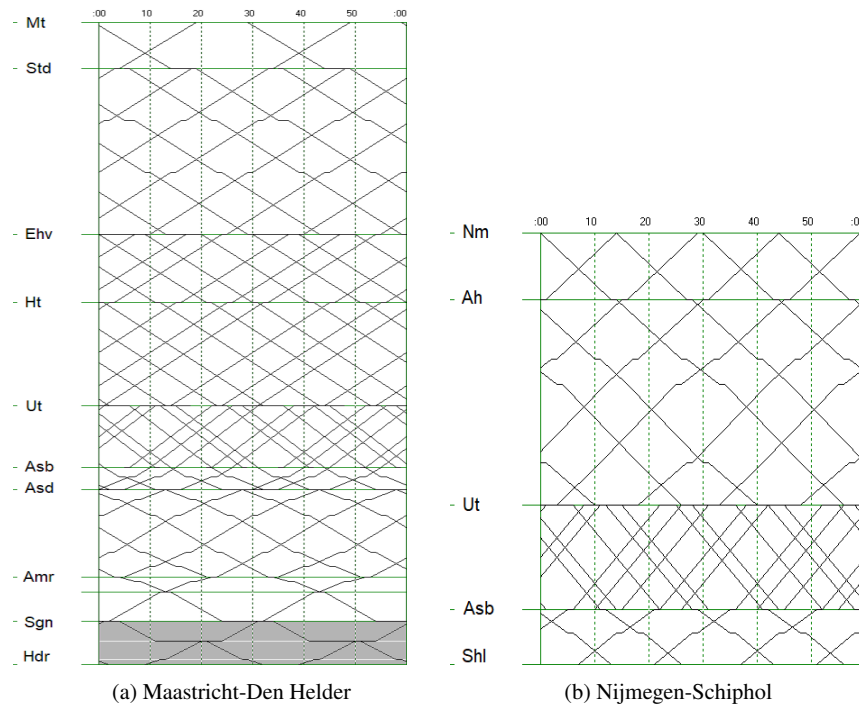 :00 10 20 30 40 50 :00
Mt
Std
Ehv
Ht
Ut
Asb
Asd
Amr
Sgn
Hdr
(a) Maastricht-Den Helder
:00 10 20 30 40 50 :0
Nm
Ah
Ut
Asb
Shl
(b) Nijmegen-Schiphol